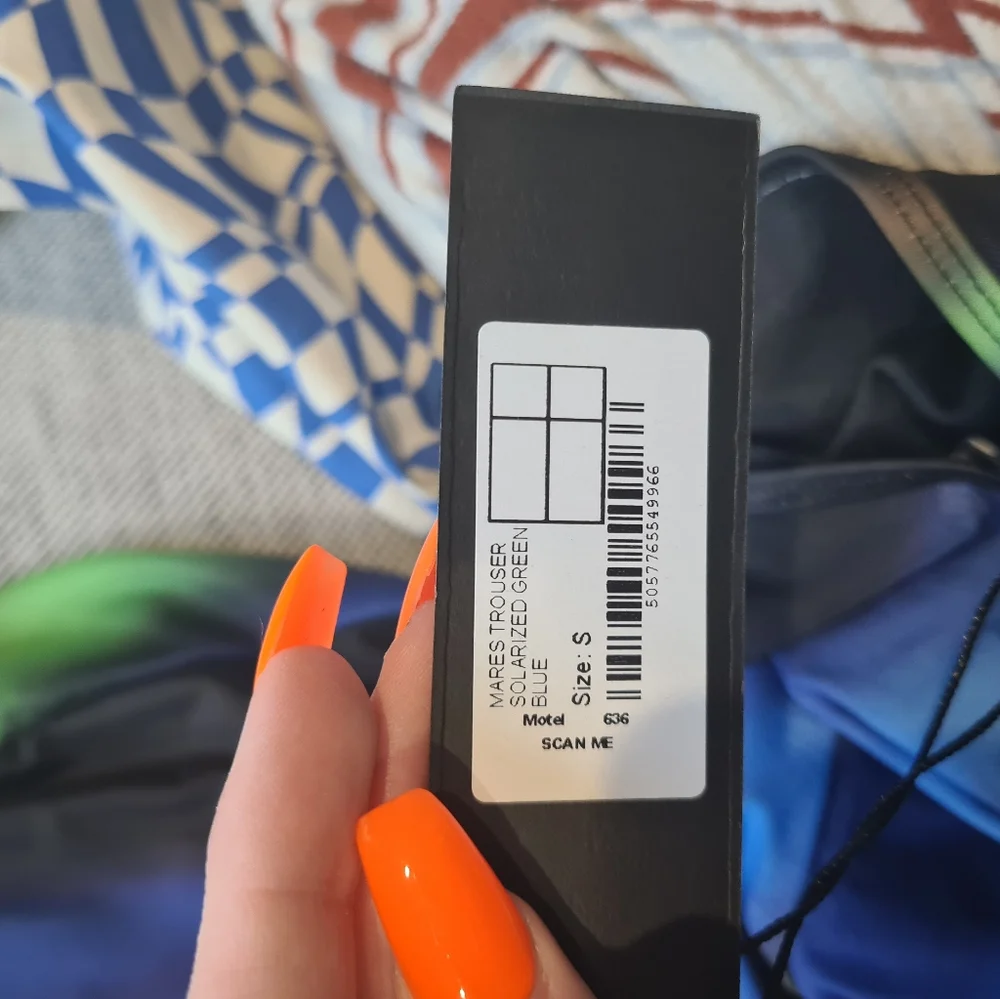 MARES TROUSER
SOLARIZED GREEN
BLUE
Size: S
5057765549966
Motel 636
SCAN ME